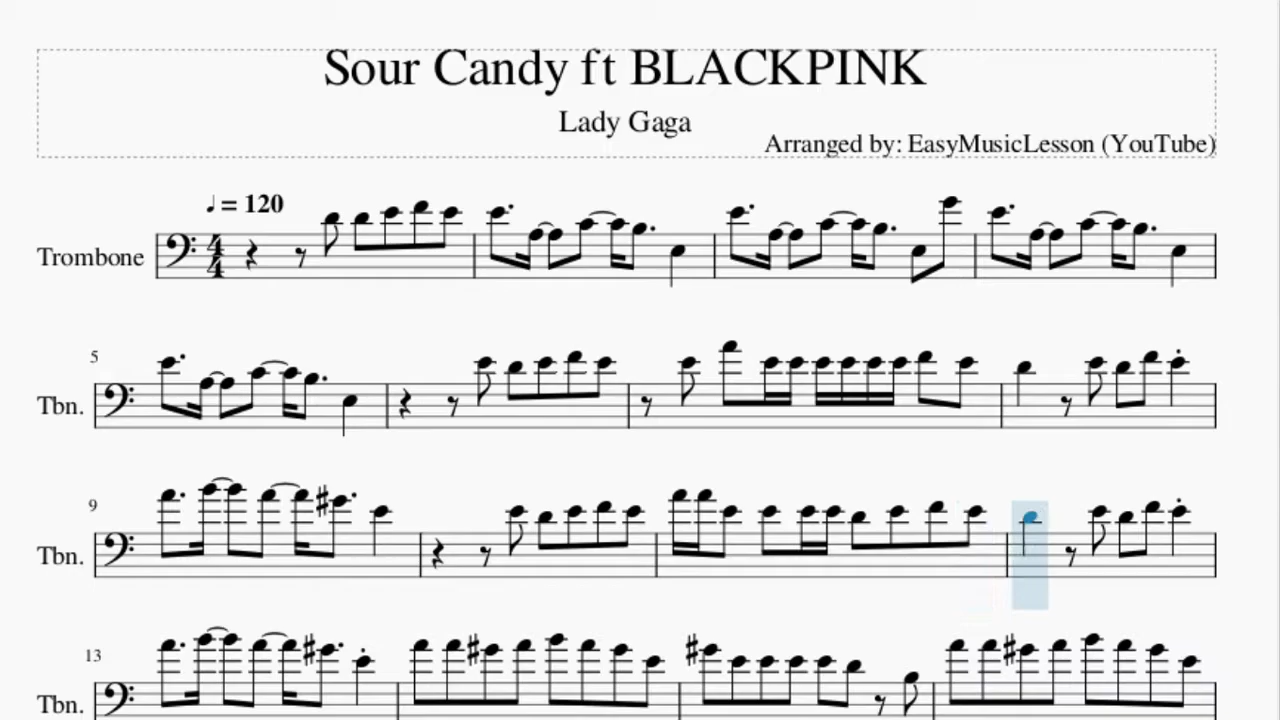 Sour Candy ft BLACKPINK
Lady Gaga
Arranged by: EasyMusicLesson (YouTube)
♩ = 120
Trombone
5
Tbn.
9
Tbn.
13
Tbn.